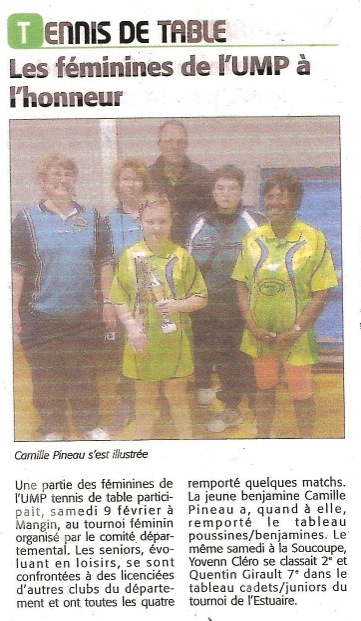 TENNIS DE TABLE
Les féminines de l'UMP à
l'honneur
Camille Pineau s'est illustrée
Une partie des féminines de
l'UMP tennis de table partici-
pait, samedi 9 février à
Mangin, au tournoi féminin
organisé par le comité dépar-
temental. Les seniors, évo-
luant en loisirs, se sont
confrontées à des licenciées
d'autres clubs du départe-
ment et ont toutes les quatre
remporté quelques matchs.
La jeune benjamine Camille
Pineau a, quand à elle,
remporté le tableau
poussines/benjamines. Le
même samedi à la Soucoupe,
Yovenn Cléro se classait 2e et
Quentin Girault 7e dans le
tableau cadets/juniors du
tournoi de l'Estuaire.